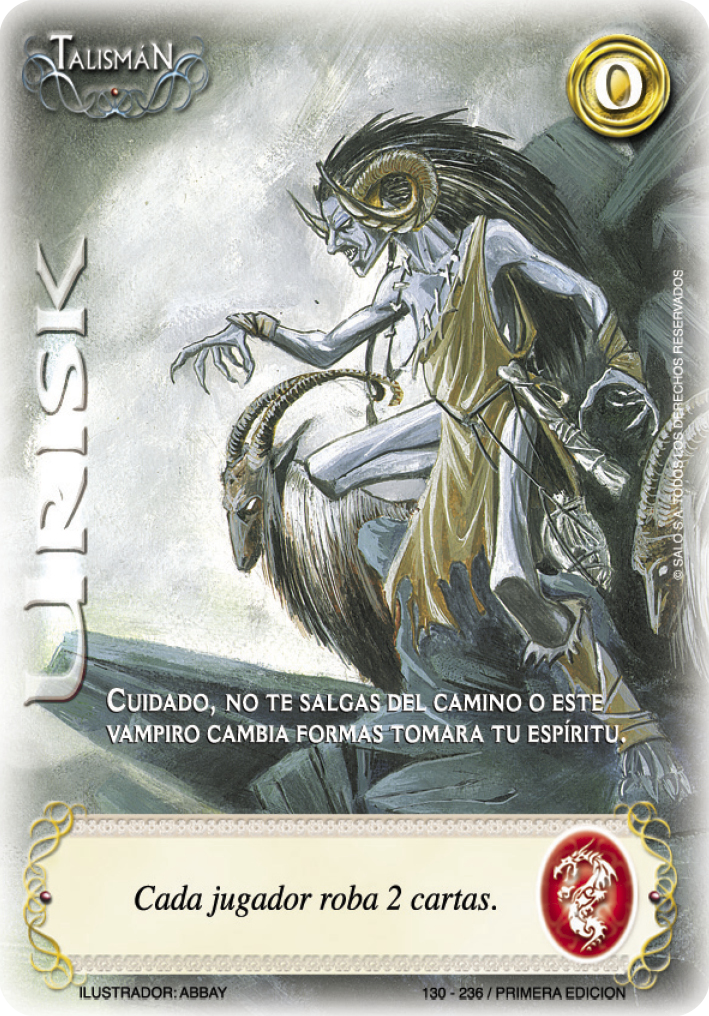 TALISMÁN
0
URISK
© SALO S.A. TODOS LOS DERECHOS RESERVADOS
CUIDADO, NO TE SALGAS DEL CAMINO O ESTE
VAMPIRO CAMBIA FORMAS TOMARA TU ESPÍRITU.
Cada jugador roba 2 cartas.
ILUSTRADOR: ABBAY
130 - 236 / PRIMERA EDICION